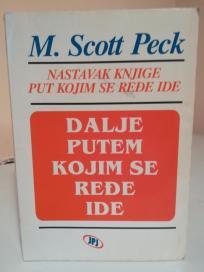 M. Scott Peck
NASTAVAK KNJIGE
PUT KOJIM SE REĐE IDE
DALJE
PUTEM
KOJIM SE
REĐE
IDE
JPJ